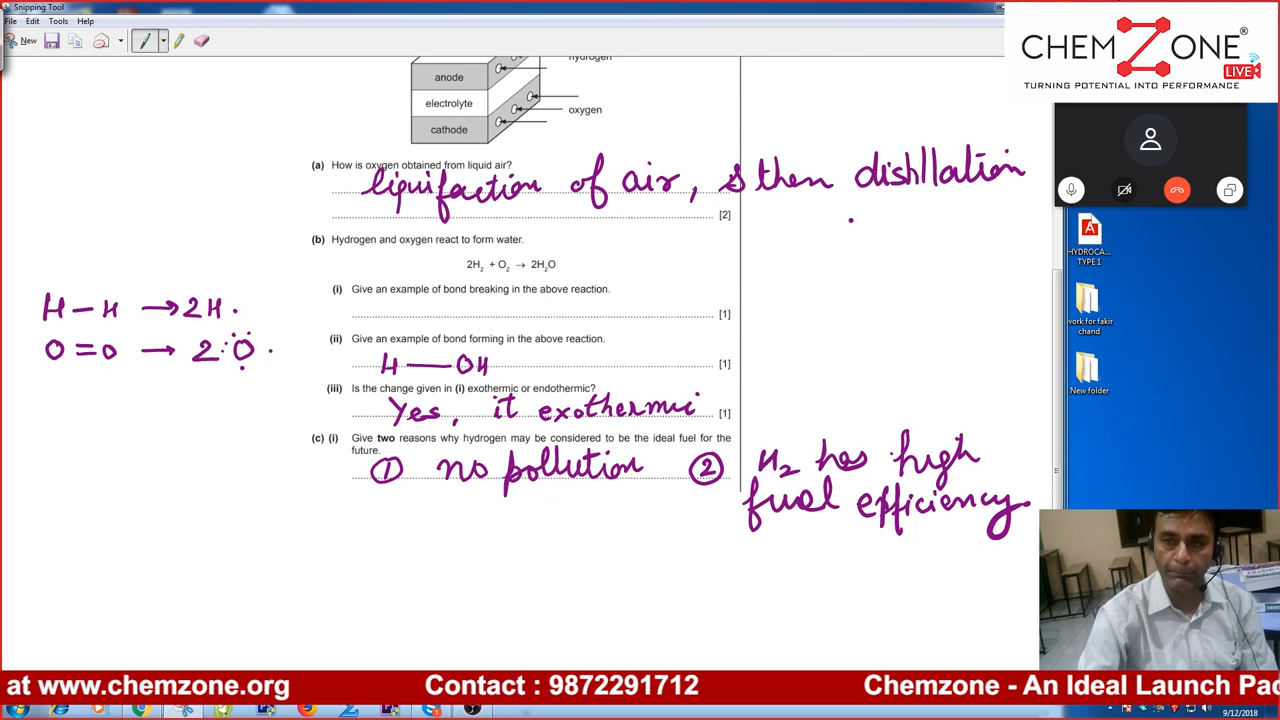 Snipping Tool
File Edit Tools Help
New
CHEMZONE®
LIVE
TURNING POTENTIAL INTO PERFORMANCE
hydrogen
anode
electrolyte
oxygen
cathode
(a) How is oxygen obtained from liquid air?
liquifaction of air, & then distillation
[2]
(b) Hydrogen and oxygen react to form water.
2H2 + O2 → 2H2O
(i) Give an example of bond breaking in the above reaction.
[1]
H — H → 2H.
O = O → 2 O
(ii) Give an example of bond forming in the above reaction.
H — OH [1]
(iii) Is the change given in (i) exothermic or endothermic?
Yes, it exothermic [1]
(c) (i) Give two reasons why hydrogen may be considered to be the ideal fuel for the
future.
① no pollution ② H2 has high
fuel efficiency.
HYDROCA...
TYPE 1
work for fakir
chand
New folder
at www.chemzone.org Contact : 9872291712 Chemzone - An Ideal Launch Pad
9/12/2018